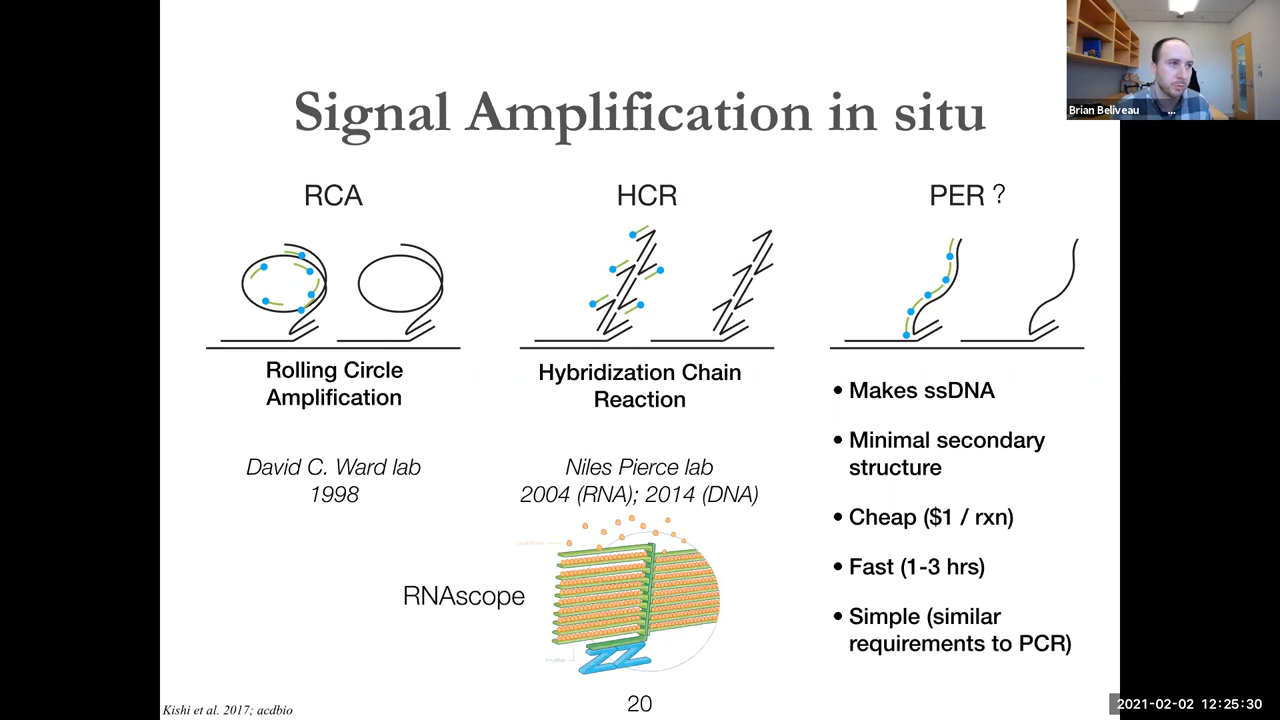 Brian Beliveau
...
Signal Amplification in situ
RCA
HCR
PER ?
Rolling Circle
Amplification
David C. Ward lab
1998
Hybridization Chain
Reaction
Niles Pierce lab
2004 (RNA); 2014 (DNA)
RNAscope
• Makes ssDNA
• Minimal secondary
structure
• Cheap ($1 / rxn)
• Fast (1-3 hrs)
• Simple (similar
requirements to PCR)
Kishi et al. 2017; acdbio
20
2021-02-02 12:25:30